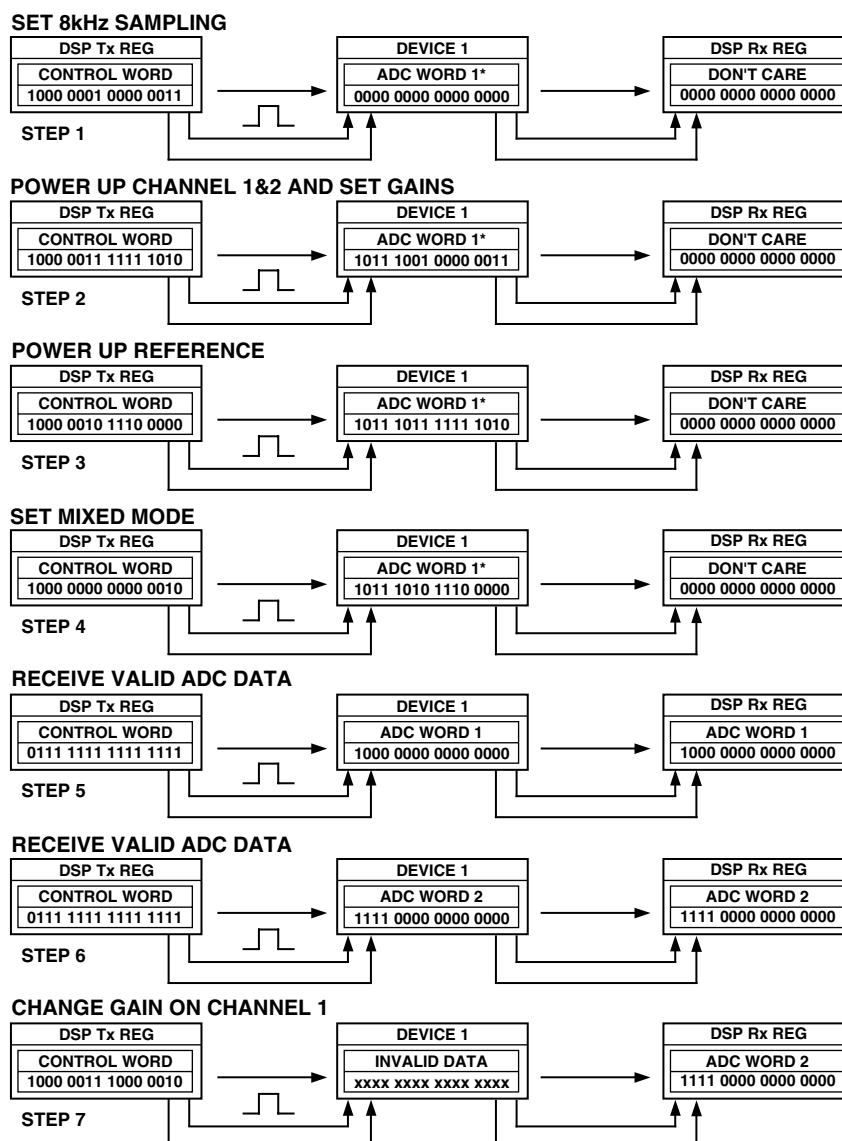 SET 8kHz SAMPLING
DSP Tx REG DEVICE 1 DSP Rx REG
CONTROL WORD ADC WORD 1* DON'T CARE
1000 0001 0000 0011 0000 0000 0000 0000 0000 0000 0000 0000
STEP 1
POWER UP CHANNEL 1&2 AND SET GAINS
DSP Tx REG DEVICE 1 DSP Rx REG
CONTROL WORD ADC WORD 1* DON'T CARE
1000 0011 1111 1010 1011 1001 0000 0011 0000 0000 0000 0000
STEP 2
POWER UP REFERENCE
DSP Tx REG DEVICE 1 DSP Rx REG
CONTROL WORD ADC WORD 1* DON'T CARE
1000 0010 1110 0000 1011 1011 1111 1010 0000 0000 0000 0000
STEP 3
SET MIXED MODE
DSP Tx REG DEVICE 1 DSP Rx REG
CONTROL WORD ADC WORD 1* DON'T CARE
1000 0000 0000 0010 1011 1010 1110 0000 0000 0000 0000 0000
STEP 4
RECEIVE VALID ADC DATA
DSP Tx REG DEVICE 1 DSP Rx REG
CONTROL WORD ADC WORD 1 ADC WORD 1
0111 1111 1111 1111 1000 0000 0000 0000 1000 0000 0000 0000
STEP 5
RECEIVE VALID ADC DATA
DSP Tx REG DEVICE 1 DSP Rx REG
CONTROL WORD ADC WORD 2 ADC WORD 2
0111 1111 1111 1111 1111 0000 0000 0000 1111 0000 0000 0000
STEP 6
CHANGE GAIN ON CHANNEL 1
DSP Tx REG DEVICE 1 DSP Rx REG
CONTROL WORD INVALID DATA ADC WORD 2
1000 0011 1000 0010 xxxx xxxx xxxx xxxx 1111 0000 0000 0000
STEP 7